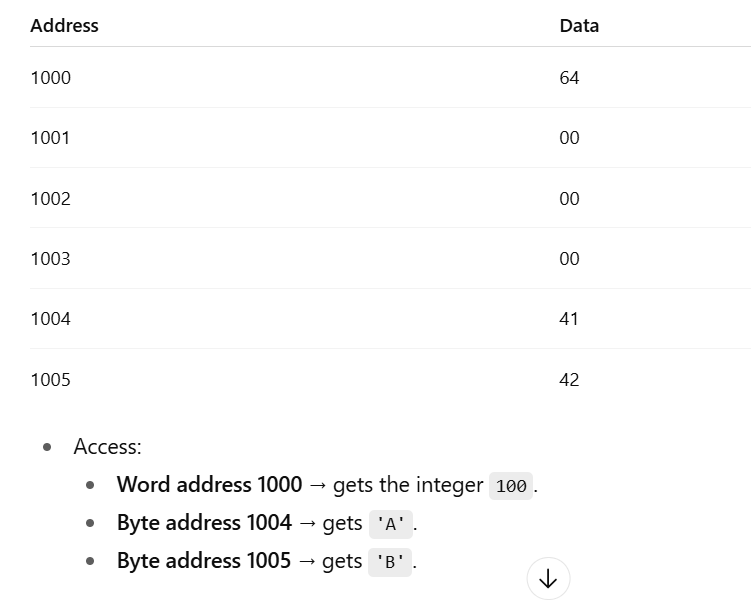 Address Data
1000 64
1001 00
1002 00
1003 00
1004 41
1005 42
Access:
Word address 1000 → gets the integer 100.
Byte address 1004 → gets 'A'.
Byte address 1005 → gets 'B'.